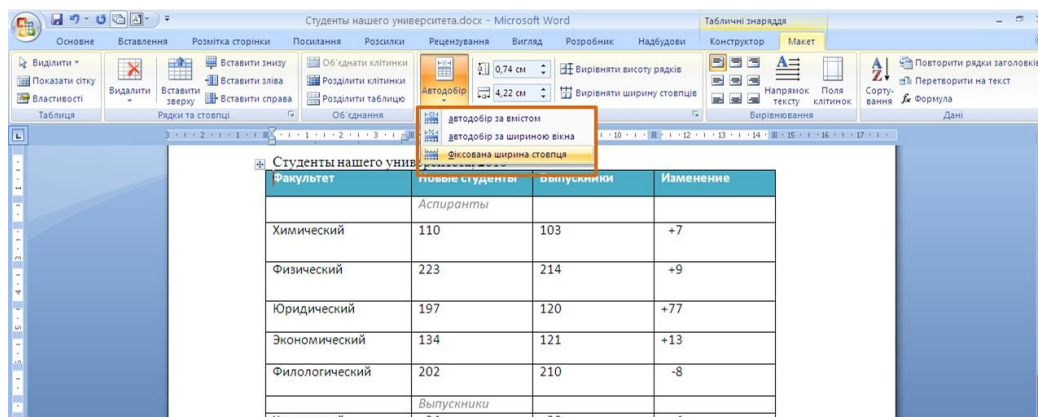 Студенты нашего университета.docx - Microsoft Word
Табличні знаряддя
Основне Вставлення Розмітка сторінки Посилання Розсилки Рецензування Вигляд Розробник Надбудови Конструктор Макет
Виділити
Показати сітку
Властивості
Таблиця
Видалити
Вставити зверху
Вставити знизу
Вставити зліва
Вставити справа
Рядки та стовпці
Об'єднати клітинки
Розділити клітинки
Розділити таблицю
Об'єднання
Автодобір
0,74 см
4,22 см
Вирівняти висоту рядків
Вирівняти ширину стовпців
Напрямок тексту
Поля клітинок
Вирівнювання
Сорту-
вання
Повторити рядки заголовків
Перетворити на текст
Формула
Дані
автодобір за вмістом
автодобір за шириною вікна
Фіксована ширина стовпця
Студенты нашего университета, 2010
Факультет Новые студенты Выпускники Изменение
Аспиранты
Химический 110 103 +7
Физический 223 214 +9
Юридический 197 120 +77
Экономический 134 121 +13
Филологический 202 210 -8
Выпускники